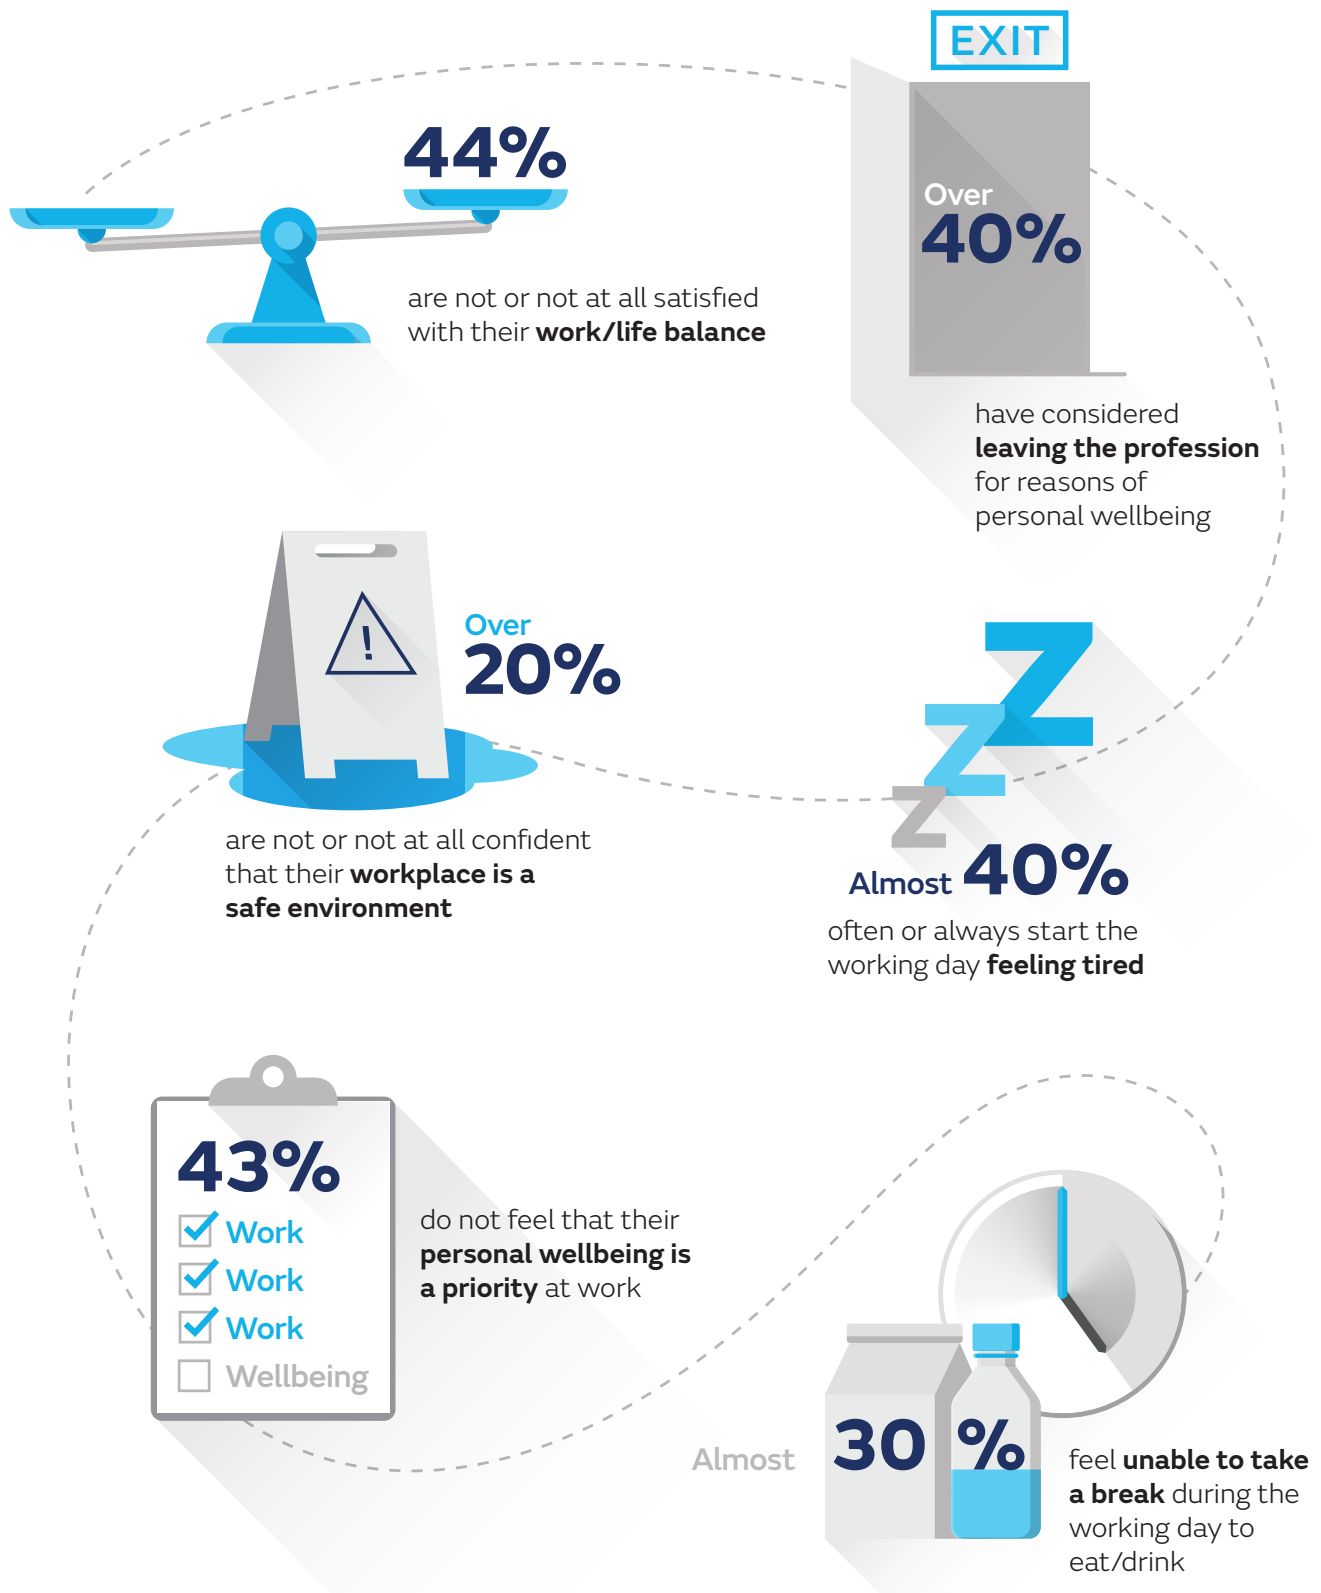 44%
are not or not at all satisfied
with their work/life balance
EXIT
Over
40%
have considered
leaving the profession
for reasons of
personal wellbeing
!
Over
20%
are not or not at all confident
that their workplace is a
safe environment
z
z
z
Almost 40%
often or always start the
working day feeling tired
43%
Work
Work
Work
Wellbeing
do not feel that their
personal wellbeing is
a priority at work
Almost 30%
feel unable to take
a break during the
working day to
eat/drink